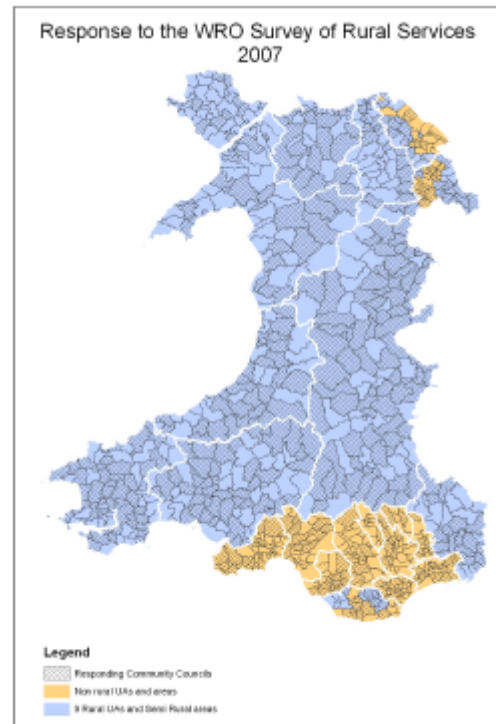 Response to the WRO Survey of Rural Services
2007
Legend
Responding Community Councils
Non rural UAs and areas
9 Rural UAs and Semi Rural areas